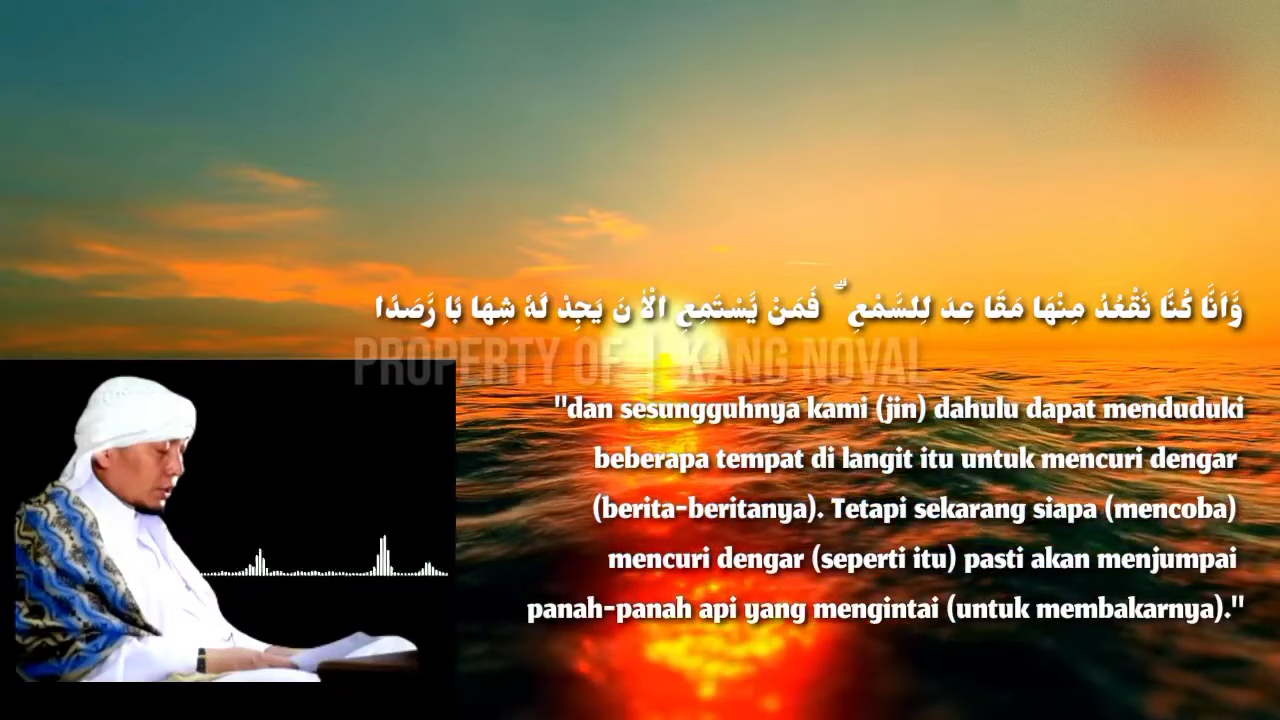 وَّاَنَّا كُنَّا نَقْعُدُ مِنْهَا مَقَا عِدَ لِلسَّمْعِ ۗ فَمَنْ يَّسْتَمِعِ الْاٰ نَ يَجِدْ لَهٗ شِهَا بًا رَّصَدًا
PROPERTY OF | KANG NOVAL
"dan sesungguhnya kami (jin) dahulu dapat menduduki
beberapa tempat di langit itu untuk mencuri dengar
(berita-beritanya). Tetapi sekarang siapa (mencoba)
mencuri dengar (seperti itu) pasti akan menjumpai
panah-panah api yang mengintai (untuk membakarnya)."